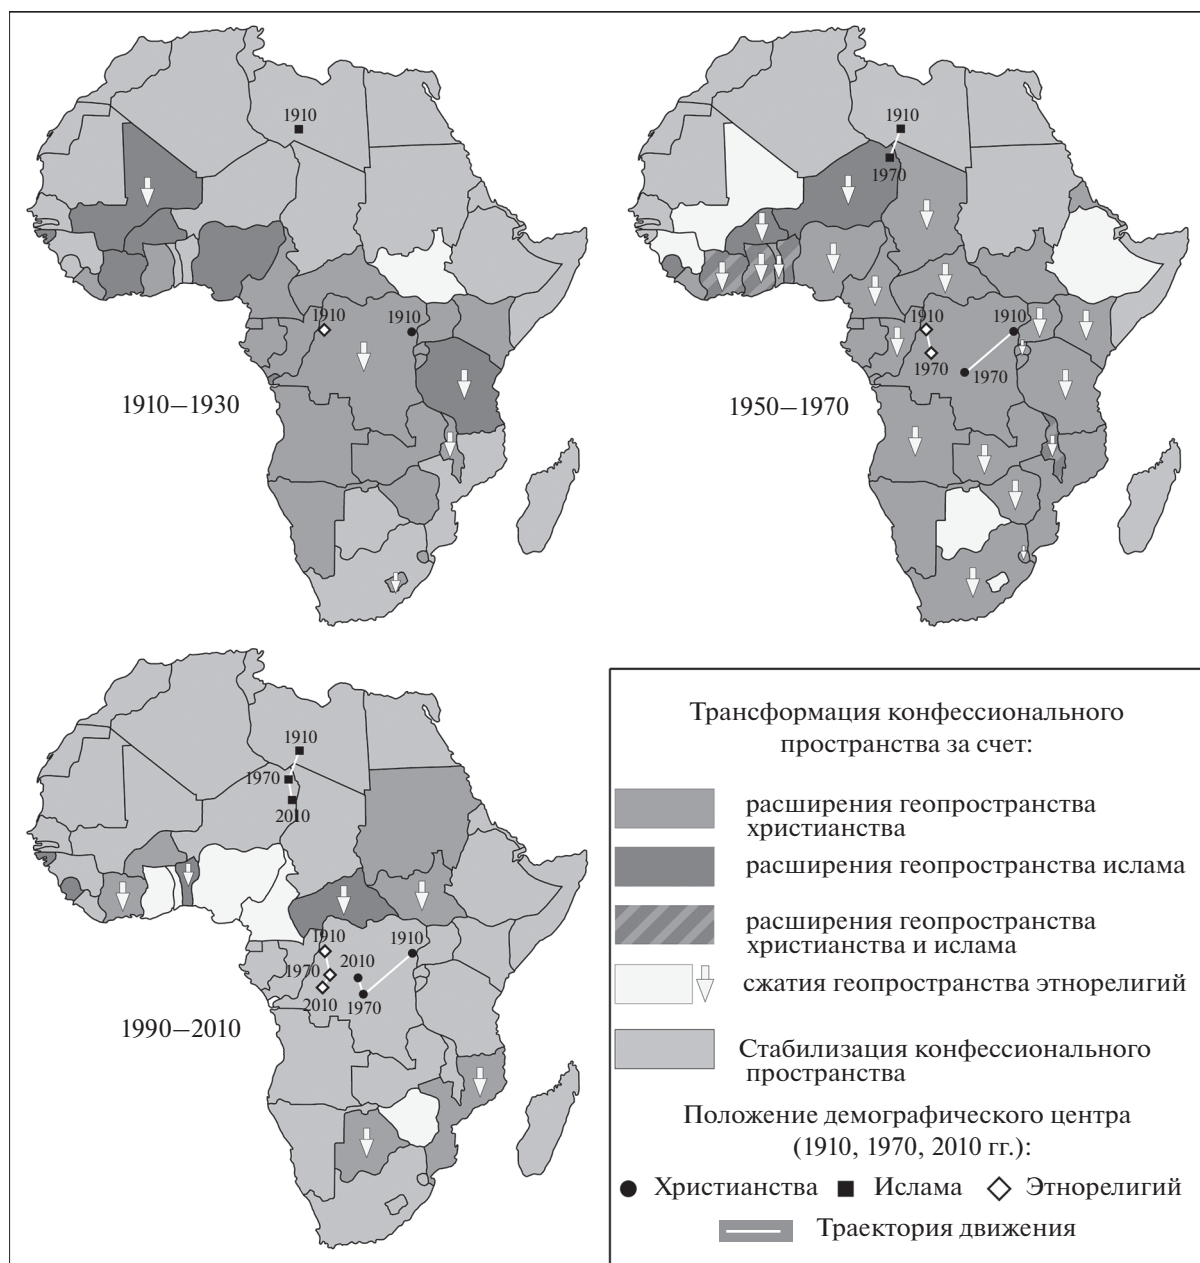 1910
1910
1910
1910–1930
1910
1970
1910
1910
1970
1970
1950–1970
1910
1970
2010
1910
1910
1970
2010
2010
1970
1990–2010
Трансформация конфессионального
пространства за счет:
расширения геопространства
христианства
расширения геопространства ислама
расширения геопространства
христианства и ислама
сжатия геопространства этнорелигий
Стабилизация конфессионального
пространства
Положение демографического центра
(1910, 1970, 2010 гг.):
Христианства Ислама Этнорелигий
Траектория движения